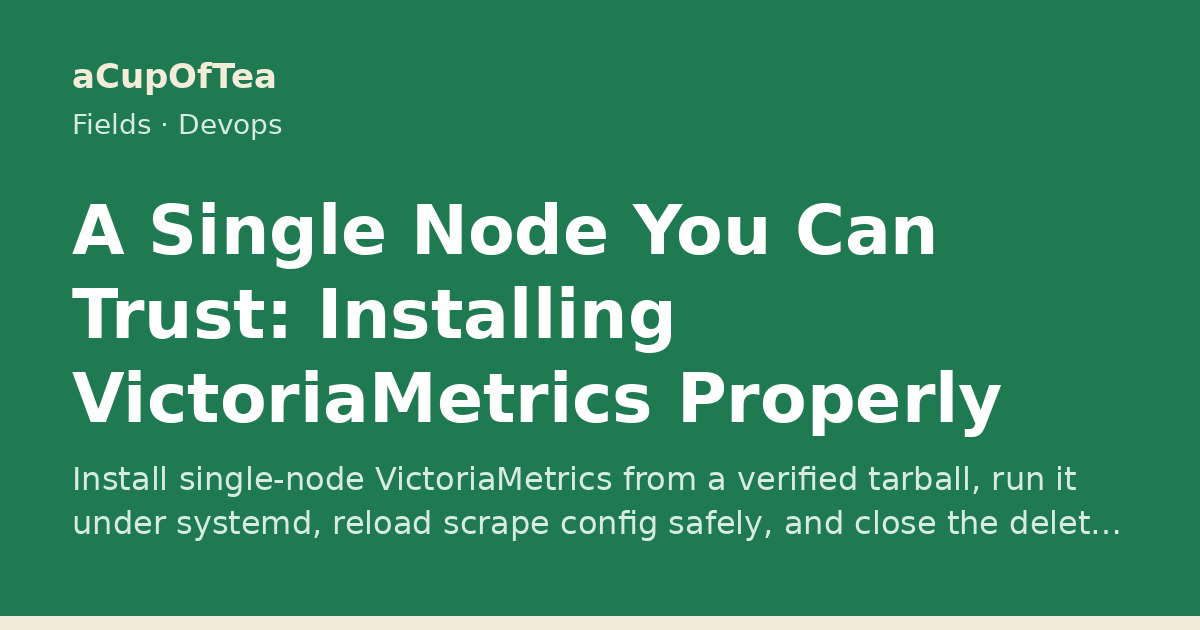 aCupOfTea
Fields · Devops
A Single Node You Can
Trust: Installing
VictoriaMetrics Properly
Install single-node VictoriaMetrics from a verified tarball, run it
under systemd, reload scrape config safely, and close the delet…